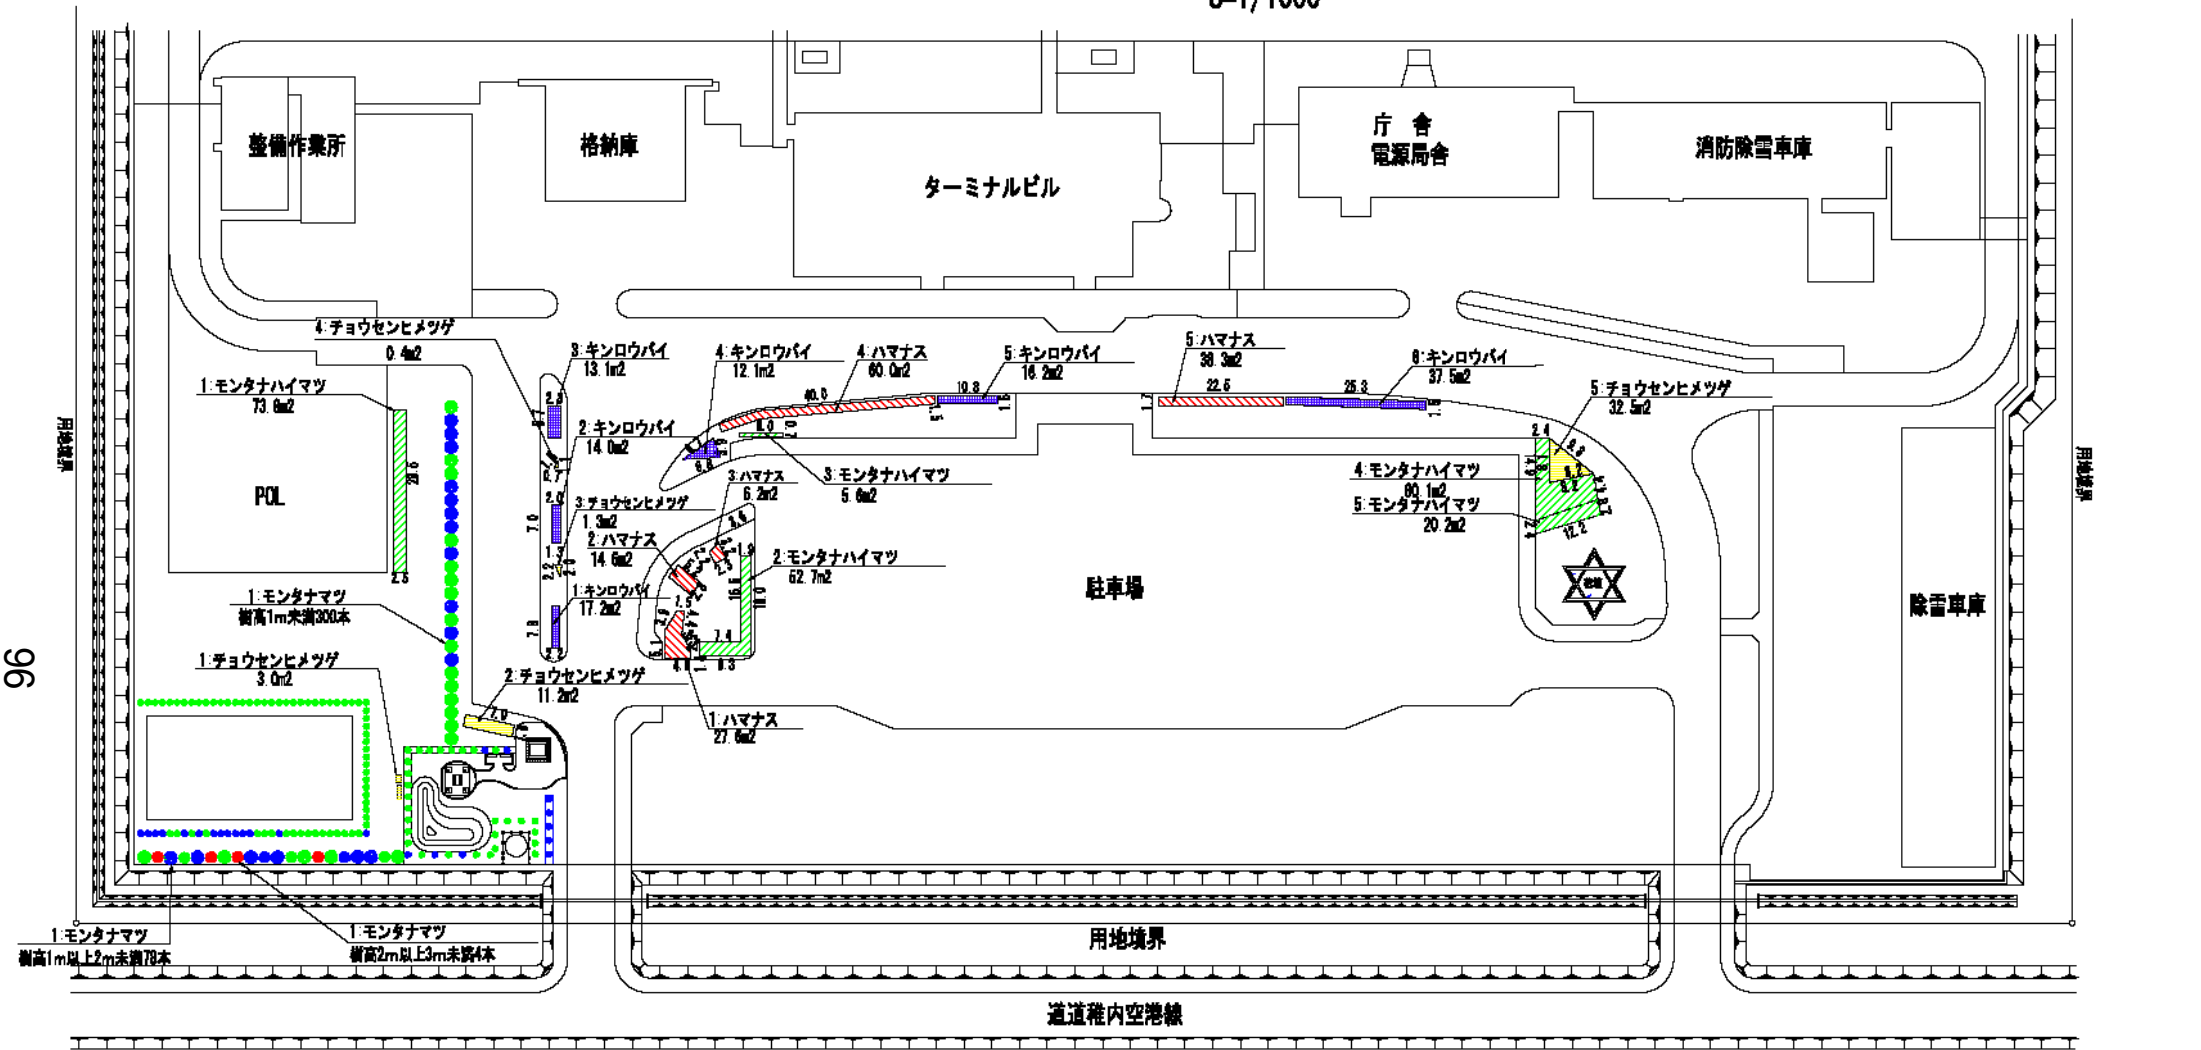 整備作業所
格納庫
ターミナルビル
庁 舎
電源局舎
消防除雪車庫
4:チョウセンヒメツゲ
0.4m2
3:キンロウバイ
13.1m2
4:キンロウバイ
12.1m2
4:ハマナス
60.0m2
5:キンロウバイ
16.2m2
5:ハマナス
38.3m2
6:キンロウバイ
37.5m2
5:チョウセンヒメツゲ
32.5m2
1:モンタナハイマツ
73.8m2
2:キンロウバイ
14.0m2
40.0
10.8
22.5
25.3
用地境界
用地境界
POL
3:ハマナス
6.2m2
3:モンタナハイマツ
5.6m2
4:モンタナハイマツ
5:モンタナハイマツ
20.2m2
12.2
3:チョウセンヒメツゲ
1.3m2
2:ハマナス
2:モンタナハイマツ
52.7m2
駐車場
除雪車庫
1:キンロウバイ
17.2m2
1:モンタナマツ
樹高1m未満300本
1:チョウセンヒメツゲ
3.0m2
2:チョウセンヒメツゲ
11.2m2
1:ハマナス
27.6m2
96
1:モンタナマツ
樹高1m以上2m未満78本
1:モンタナマツ
樹高2m以上3m未満4本
用地境界
道道稚内空港線